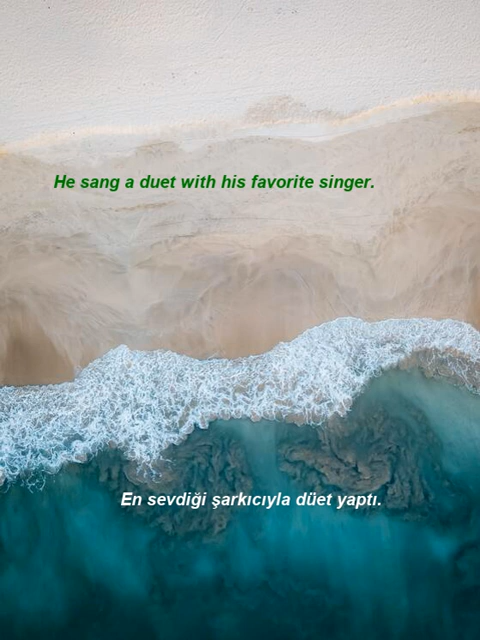 He sang a duet with his favorite singer.
En sevdiği şarkıcıyla düet yaptı.